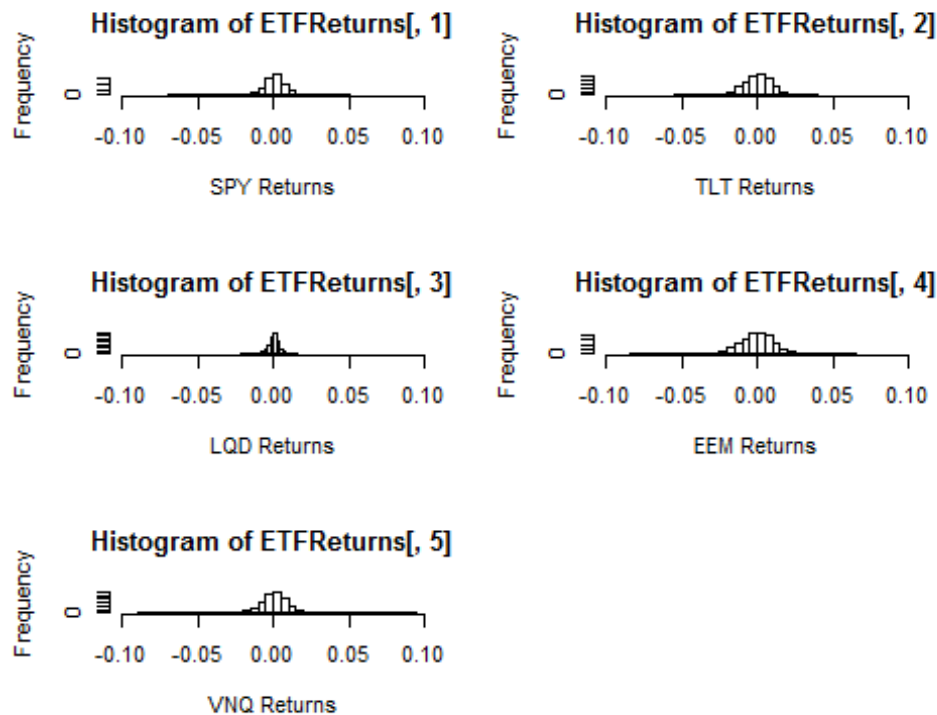 Histogram of ETFReturns[, 1]
Frequency
0
-0.10 -0.05 0.00 0.05 0.10
SPY Returns
Histogram of ETFReturns[, 2]
Frequency
0
-0.10 -0.05 0.00 0.05 0.10
TLT Returns
Histogram of ETFReturns[, 3]
Frequency
0
-0.10 -0.05 0.00 0.05 0.10
LQD Returns
Histogram of ETFReturns[, 4]
Frequency
0
-0.10 -0.05 0.00 0.05 0.10
EEM Returns
Histogram of ETFReturns[, 5]
Frequency
0
-0.10 -0.05 0.00 0.05 0.10
VNQ Returns